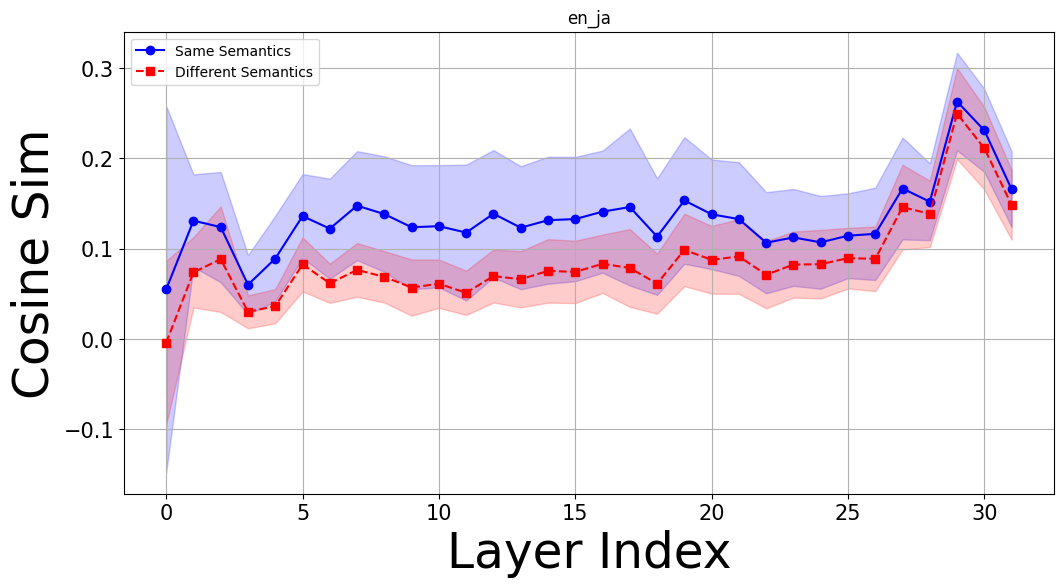 en_ja
Same Semantics
Different Semantics
Cosine Sim
0.3
0.2
0.1
0.0
−0.1
0 5 10 15 20 25 30
Layer Index